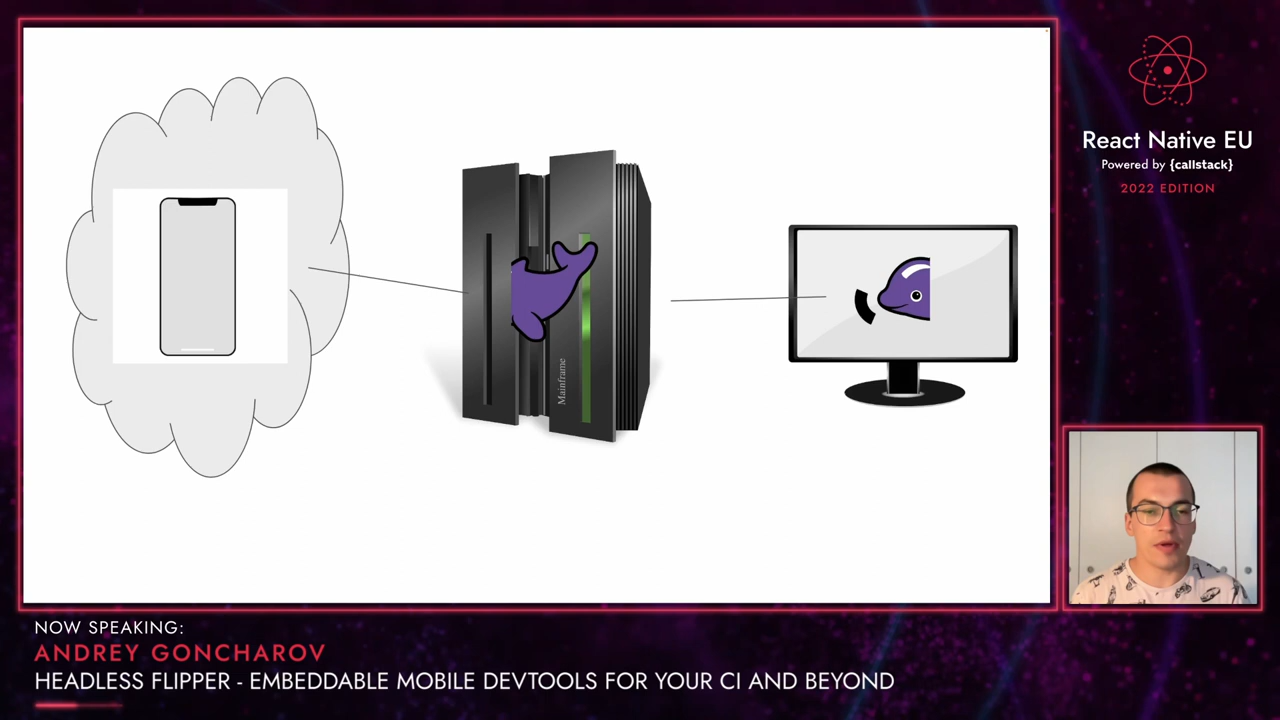 Mainframe
React Native EU
Powered by {callstack}
2022 EDITION
NOW SPEAKING:
ANDREY GONCHAROV
HEADLESS FLIPPER - EMBEDDABLE MOBILE DEVTOOLS FOR YOUR CI AND BEYOND